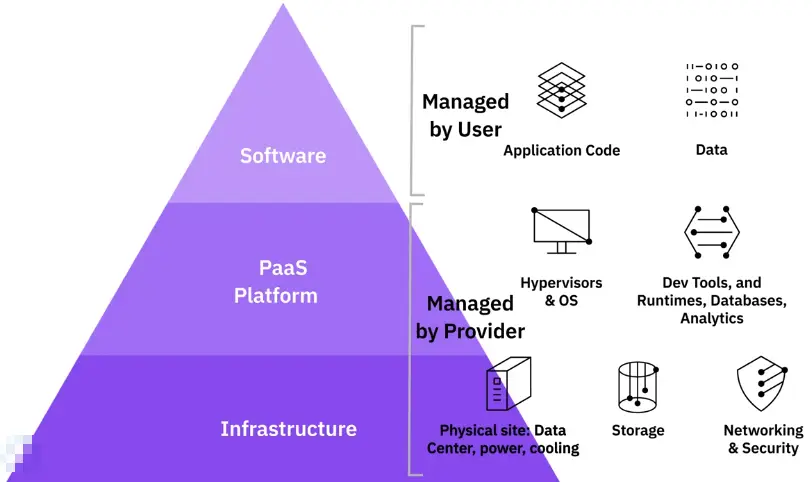 Software
PaaS
Platform
Infrastructure
Managed
by User
Application Code
Data
Managed
by Provider
Hypervisors
& OS
Dev Tools, and
Runtimes, Databases,
Analytics
Physical site: Data
Center, power, cooling
Storage
Networking
& Security